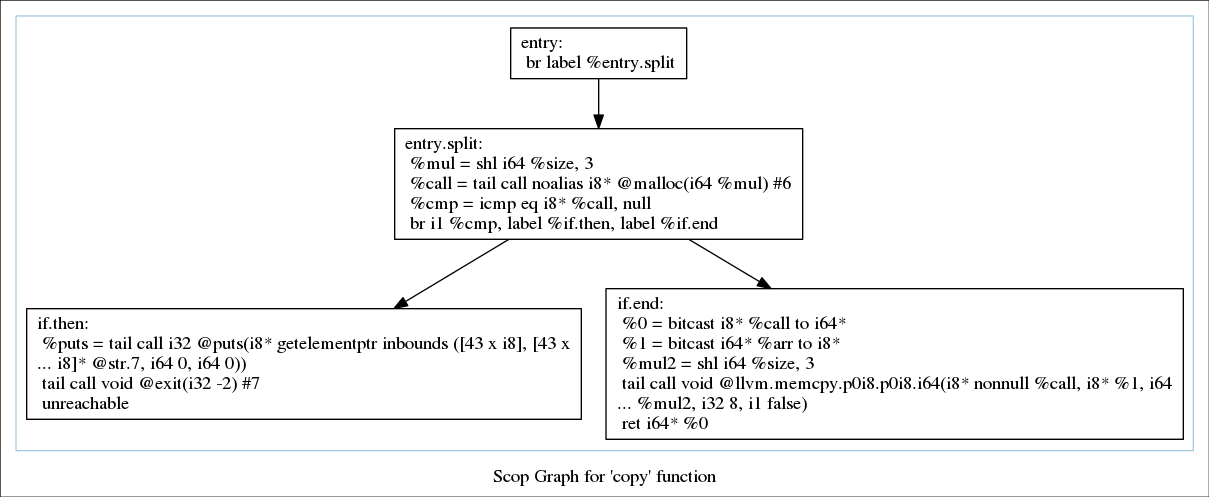 entry:
br label %entry.split
entry.split:
%mul = shl i64 %size, 3
%call = tail call noalias i8* @malloc(i64 %mul) #6
%cmp = icmp eq i8* %call, null
br i1 %cmp, label %if.then, label %if.end
if.then:
%puts = tail call i32 @puts(i8* getelementptr inbounds ([43 x i8], [43 x
... i8]* @str.7, i64 0, i64 0))
tail call void @exit(i32 -2) #7
unreachable
if.end:
%0 = bitcast i8* %call to i64*
%1 = bitcast i64* %arr to i8*
%mul2 = shl i64 %size, 3
tail call void @llvm.memcpy.p0i8.p0i8.i64(i8* nonnull %call, i8* %1, i64
... %mul2, i32 8, i1 false)
ret i64* %0
Scop Graph for 'copy' function